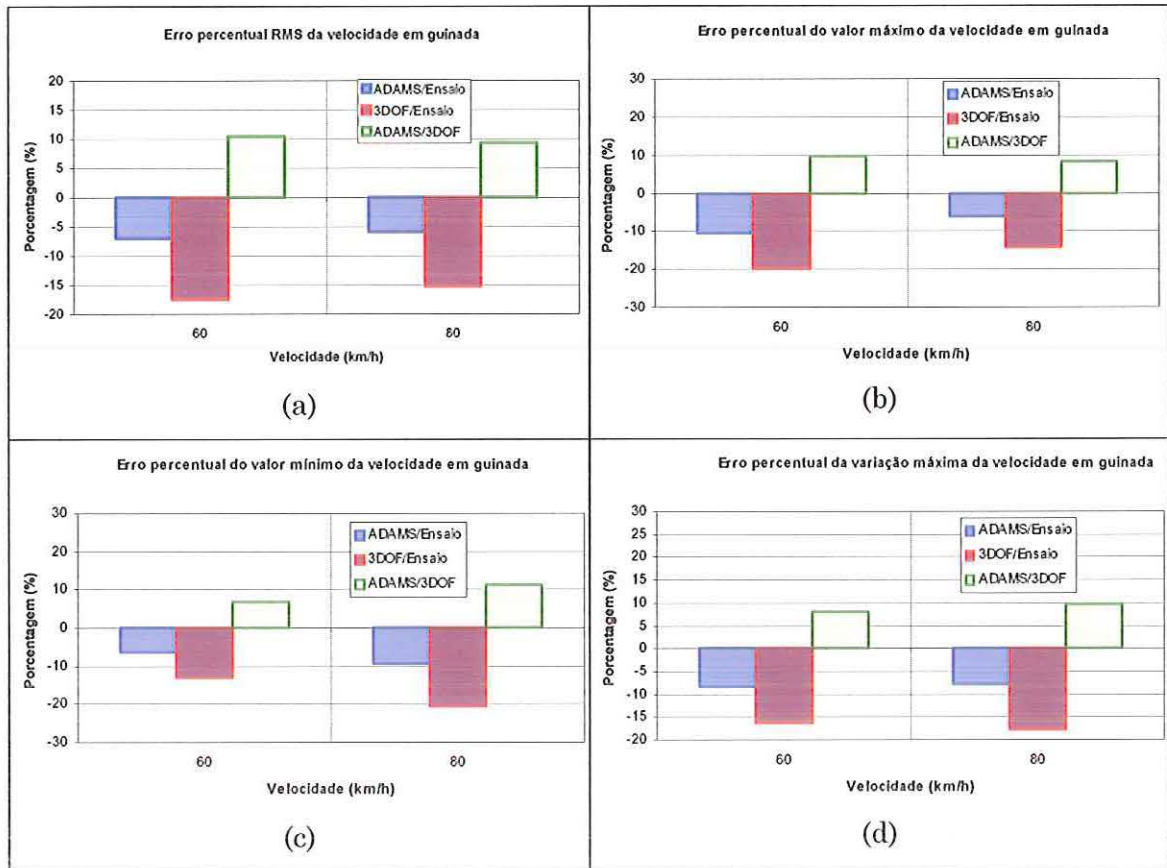 Erro percentual RMS da velocidade em guinada
ADAMS/Ensaio
3DOF/Ensaio
ADAMS/3DOF
Porcentagem (%)
20
15
10
5
0
-5
-10
-15
-20
60
80
Velocidade (km/h)
(a)
Erro percentual do valor máximo da velocidade em guinada
ADAMS/Ensaio
3DOF/Ensaio
ADAMS/3DOF
Porcentagem (%)
30
20
10
0
-10
-20
-30
60
80
Velocidade (km/h)
(b)
Erro percentual do valor mínimo da velocidade em guinada
ADAMS/Ensaio
3DOF/Ensaio
ADAMS/3DOF
Porcentagem (%)
30
20
10
0
-10
-20
-30
60
80
Velocidade (km/h)
(c)
Erro percentual da variação máxima da velocidade em guinada
ADAMS/Ensaio
3DOF/Ensaio
ADAMS/3DOF
Porcentagem (%)
30
25
20
15
10
5
0
-5
-10
-15
-20
60
80
Velocidade (km/h)
(d)